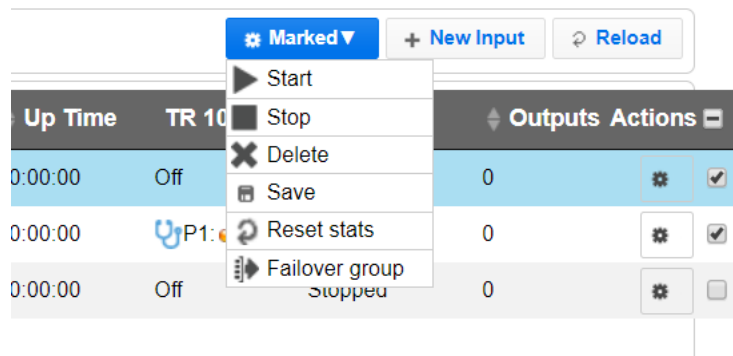 Marked▼ + New Input Reload
Start
Up Time TR 10 Stop Outputs Actions
Delete
0:00:00 Off 0
Save
0:00:00 P1: Reset stats 0
Failover group
0:00:00 Off Stopped 0